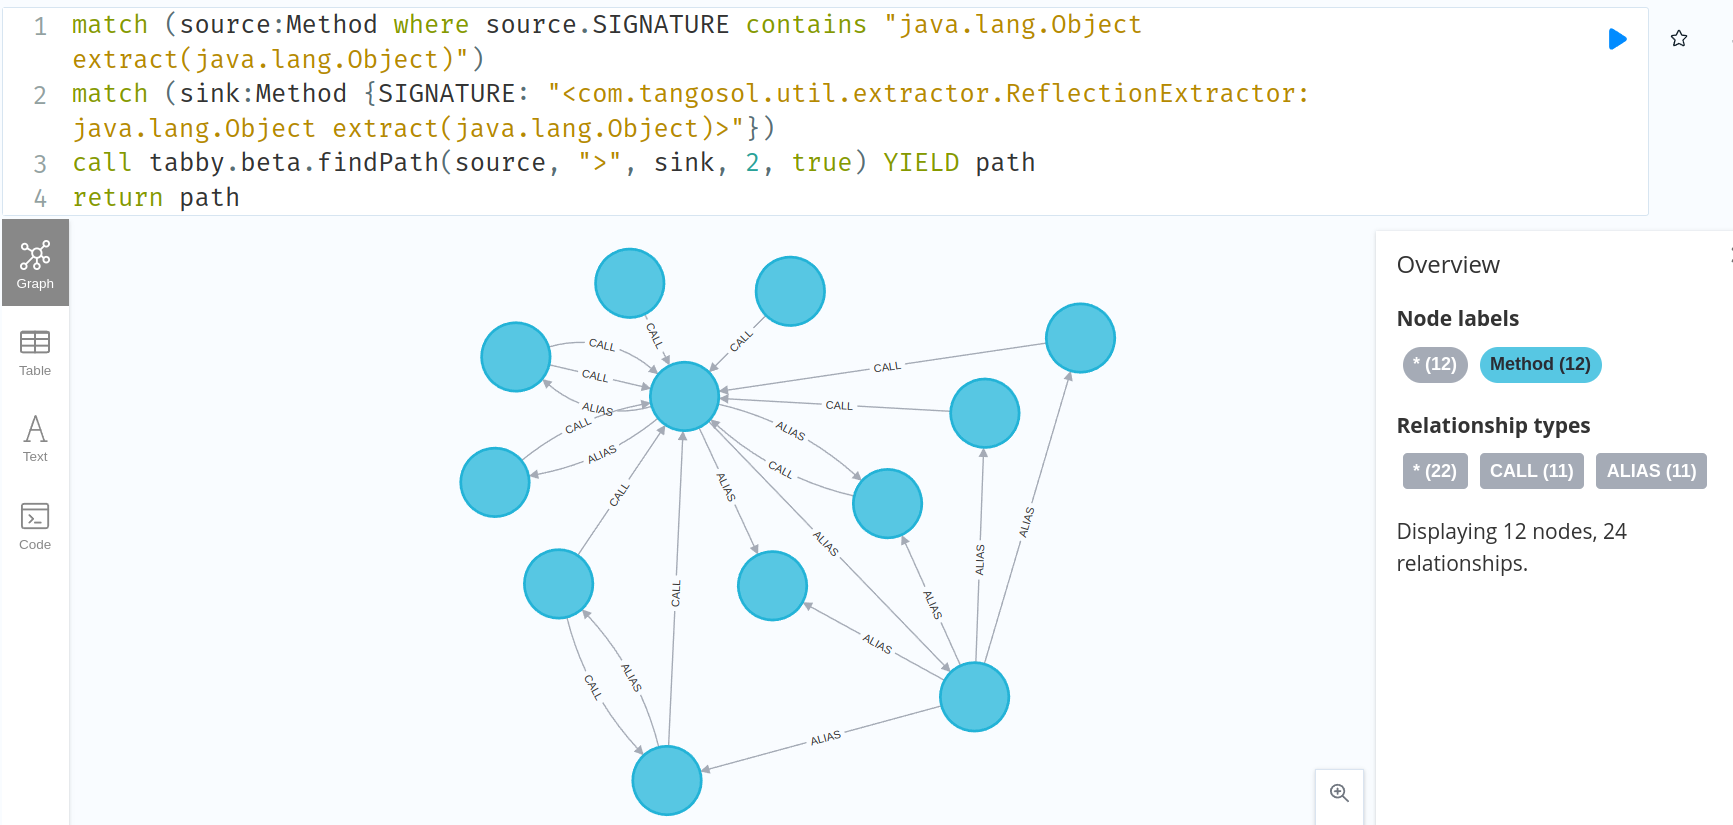 1 match (source:Method where source.SIGNATURE contains "java.lang.Object
extract(java.lang.Object)")
2 match (sink:Method {SIGNATURE: "<com.tangosol.util.extractor.ReflectionExtractor:
java.lang.Object extract(java.lang.Object)>"})
3 call tabby.beta.findPath(source, ">", sink, 2, true) YIELD path
4 return path
Graph
Table
Text
Code
CALL
CALL
CALL
CALL
CALL
CALL
ALIAS
CALL
ALIAS
ALIAS
CALL
ALIAS
CALL
ALIAS
ALIAS
ALIAS
CALL
ALIAS
ALIAS
CALL
ALIAS
ALIAS
Overview
Node labels
* (12) Method (12)
Relationship types
* (22) CALL (11) ALIAS (11)
Displaying 12 nodes, 24
relationships.